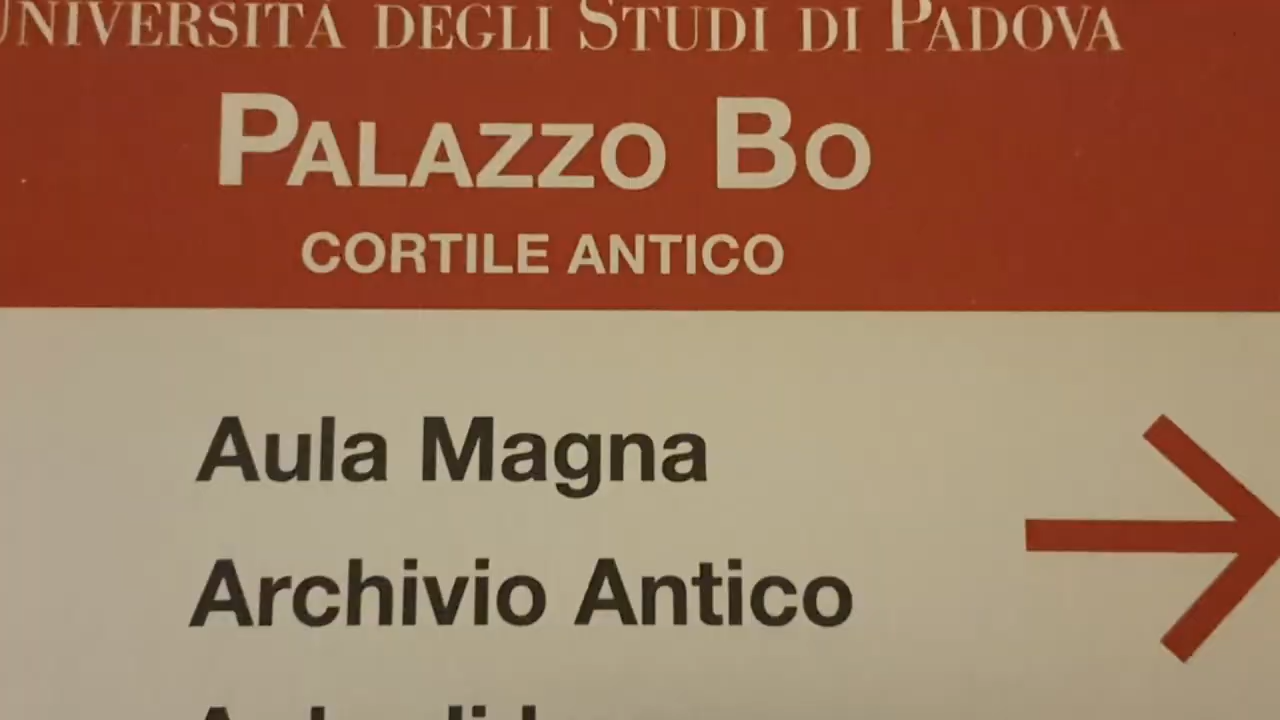 UNIVERSITÀ DEGLI STUDI DI PADOVA
PALAZZO BO
CORTILE ANTICO
Aula Magna
Archivio Antico